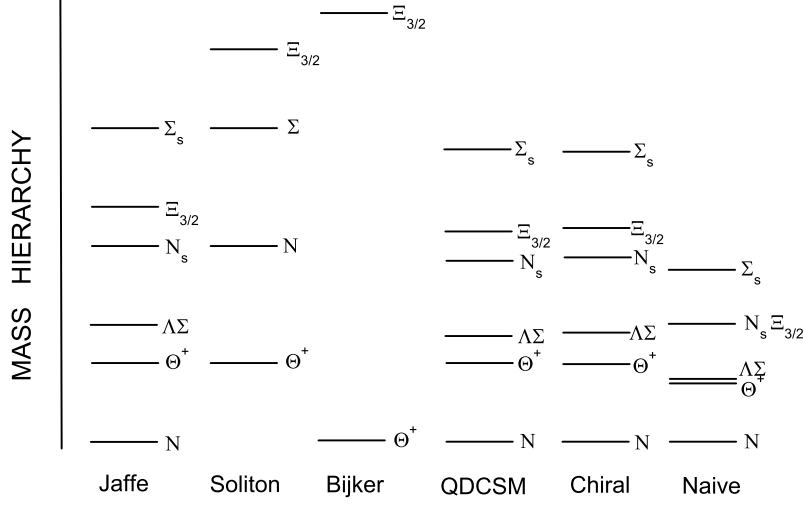 MASS HIERARCHY
Ξ3/2
Ξ3/2
Σs Σ Σs Σs
Ξ3/2 Ξ3/2 Ξ3/2
Ns N Ns Ns Σs
ΛΣ ΛΣ ΛΣ Ns Ξ3/2
Θ+ Θ+ Θ+ Θ+ ΛΣ
Θ+
N Θ+ N N N
Jaffe Soliton Bijker QDCSM Chiral Naive